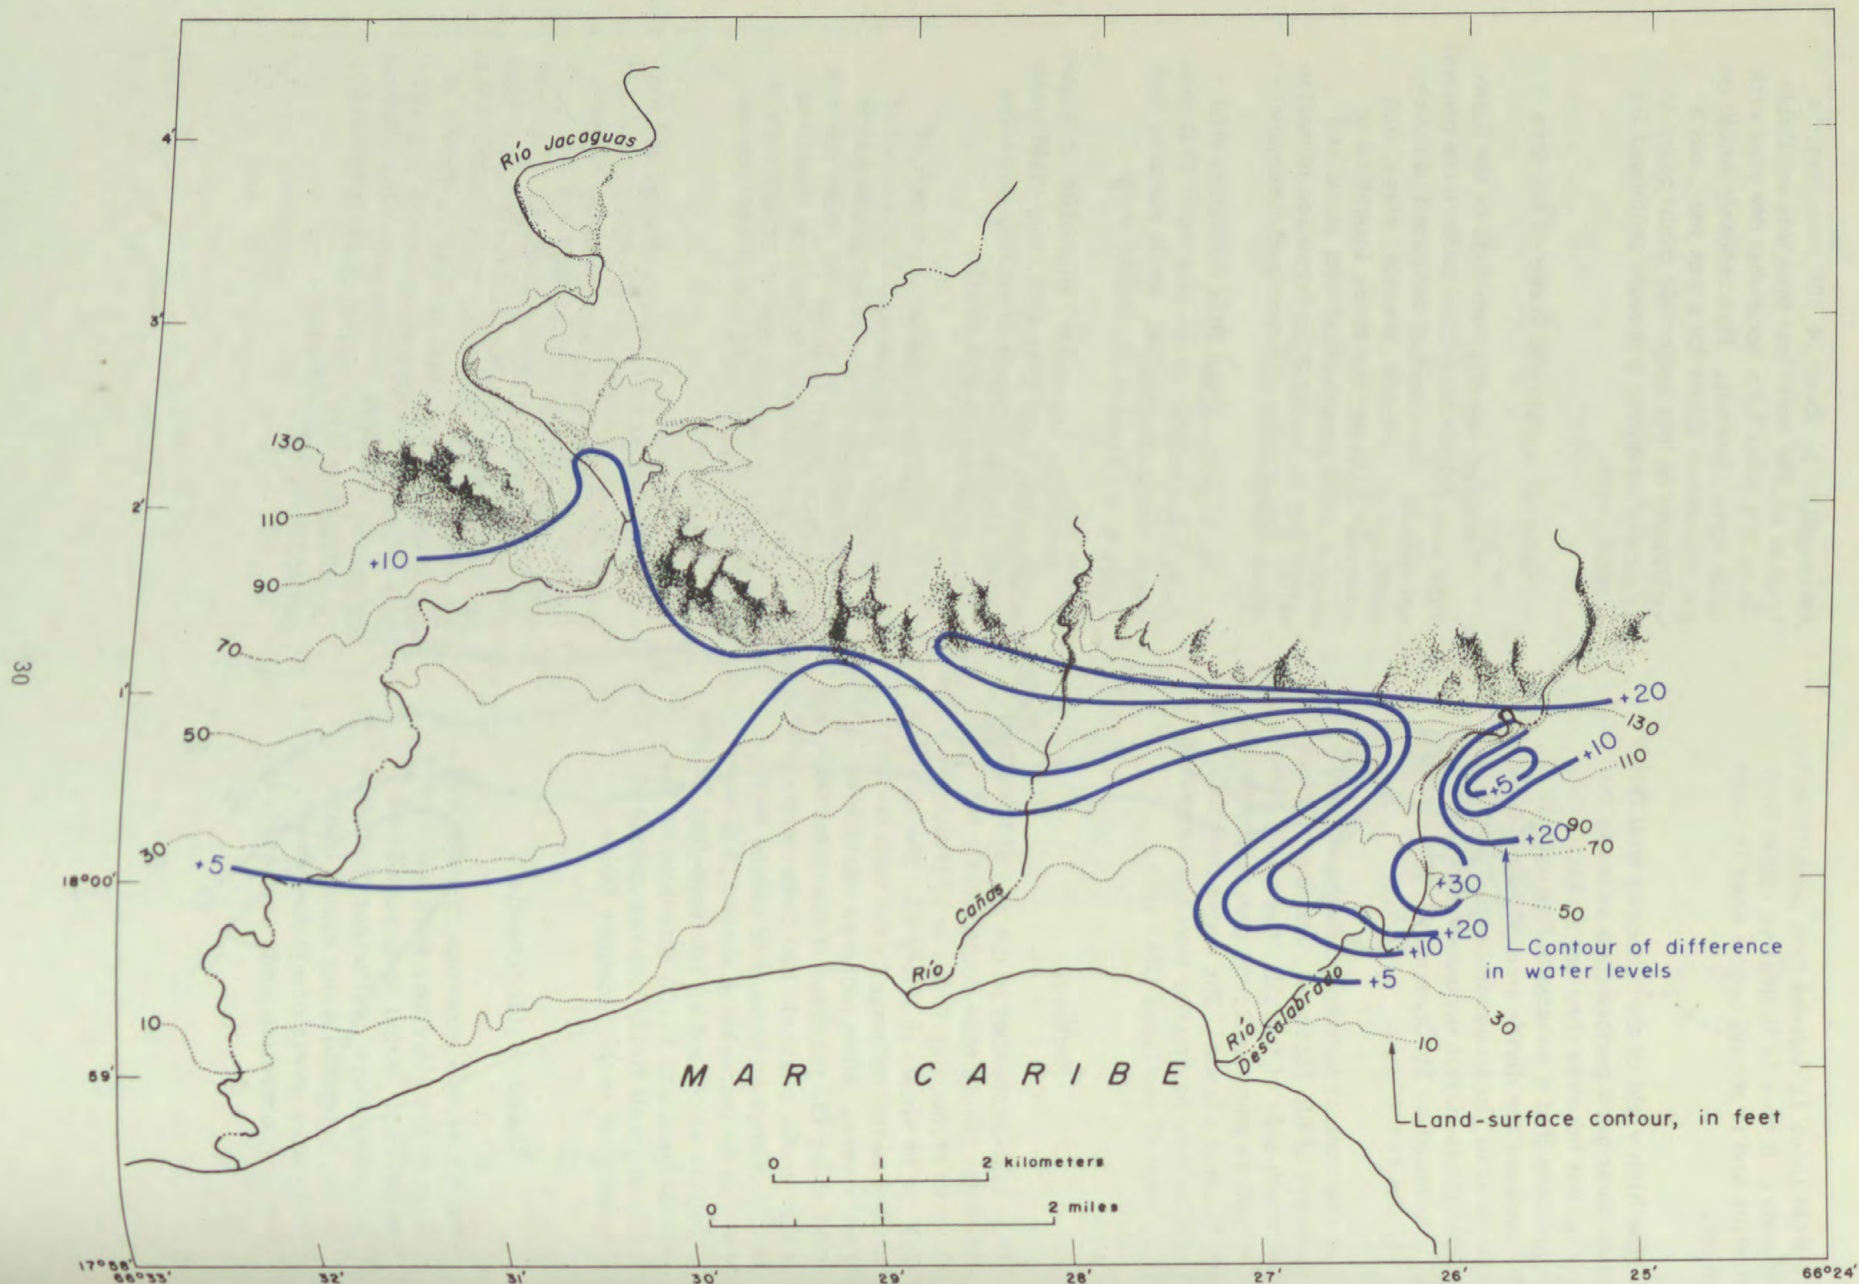 4'
Río Jacaguas
3'
130
2'
110
+10
90
70
30
1'
+20
50
130
+10
110
+5
30
+20
90
70
+5
18°00'
+30
50
Cañas
+20
Contour of difference
in water levels
+10
Río
+5
10
30
Río
Descalabrado
10
59'
MAR CARIBE
Land-surface contour, in feet
0 1 2 kilometers
0 1 2 miles
17°58'
66°33' 32' 31' 30' 29' 28' 27' 26' 25' 66°24'